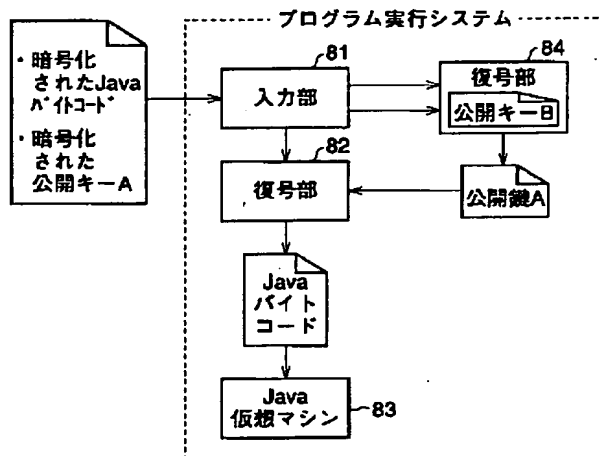 プログラム実行システム
・暗号化
されたJava
バイトコード
・暗号化
された
公開キーA
81
入力部
84
復号部
公開キーB
82
復号部
公開鍵A
Java
バイト
コード
Java
仮想マシン
83